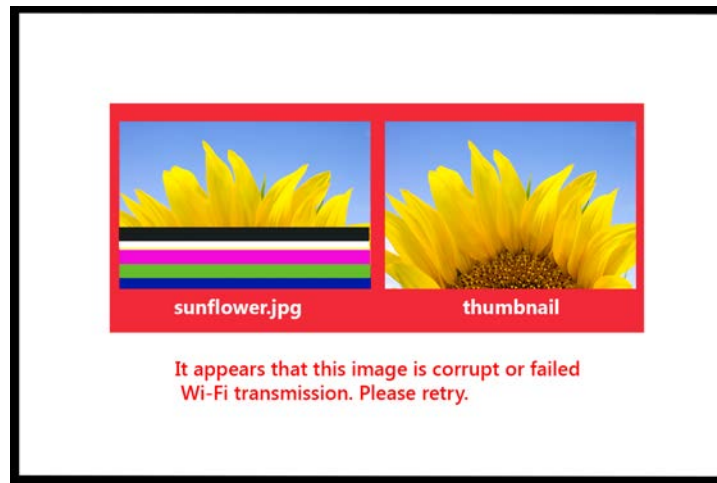 sunflower.jpg
thumbnail
It appears that this image is corrupt or failed
Wi-Fi transmission. Please retry.